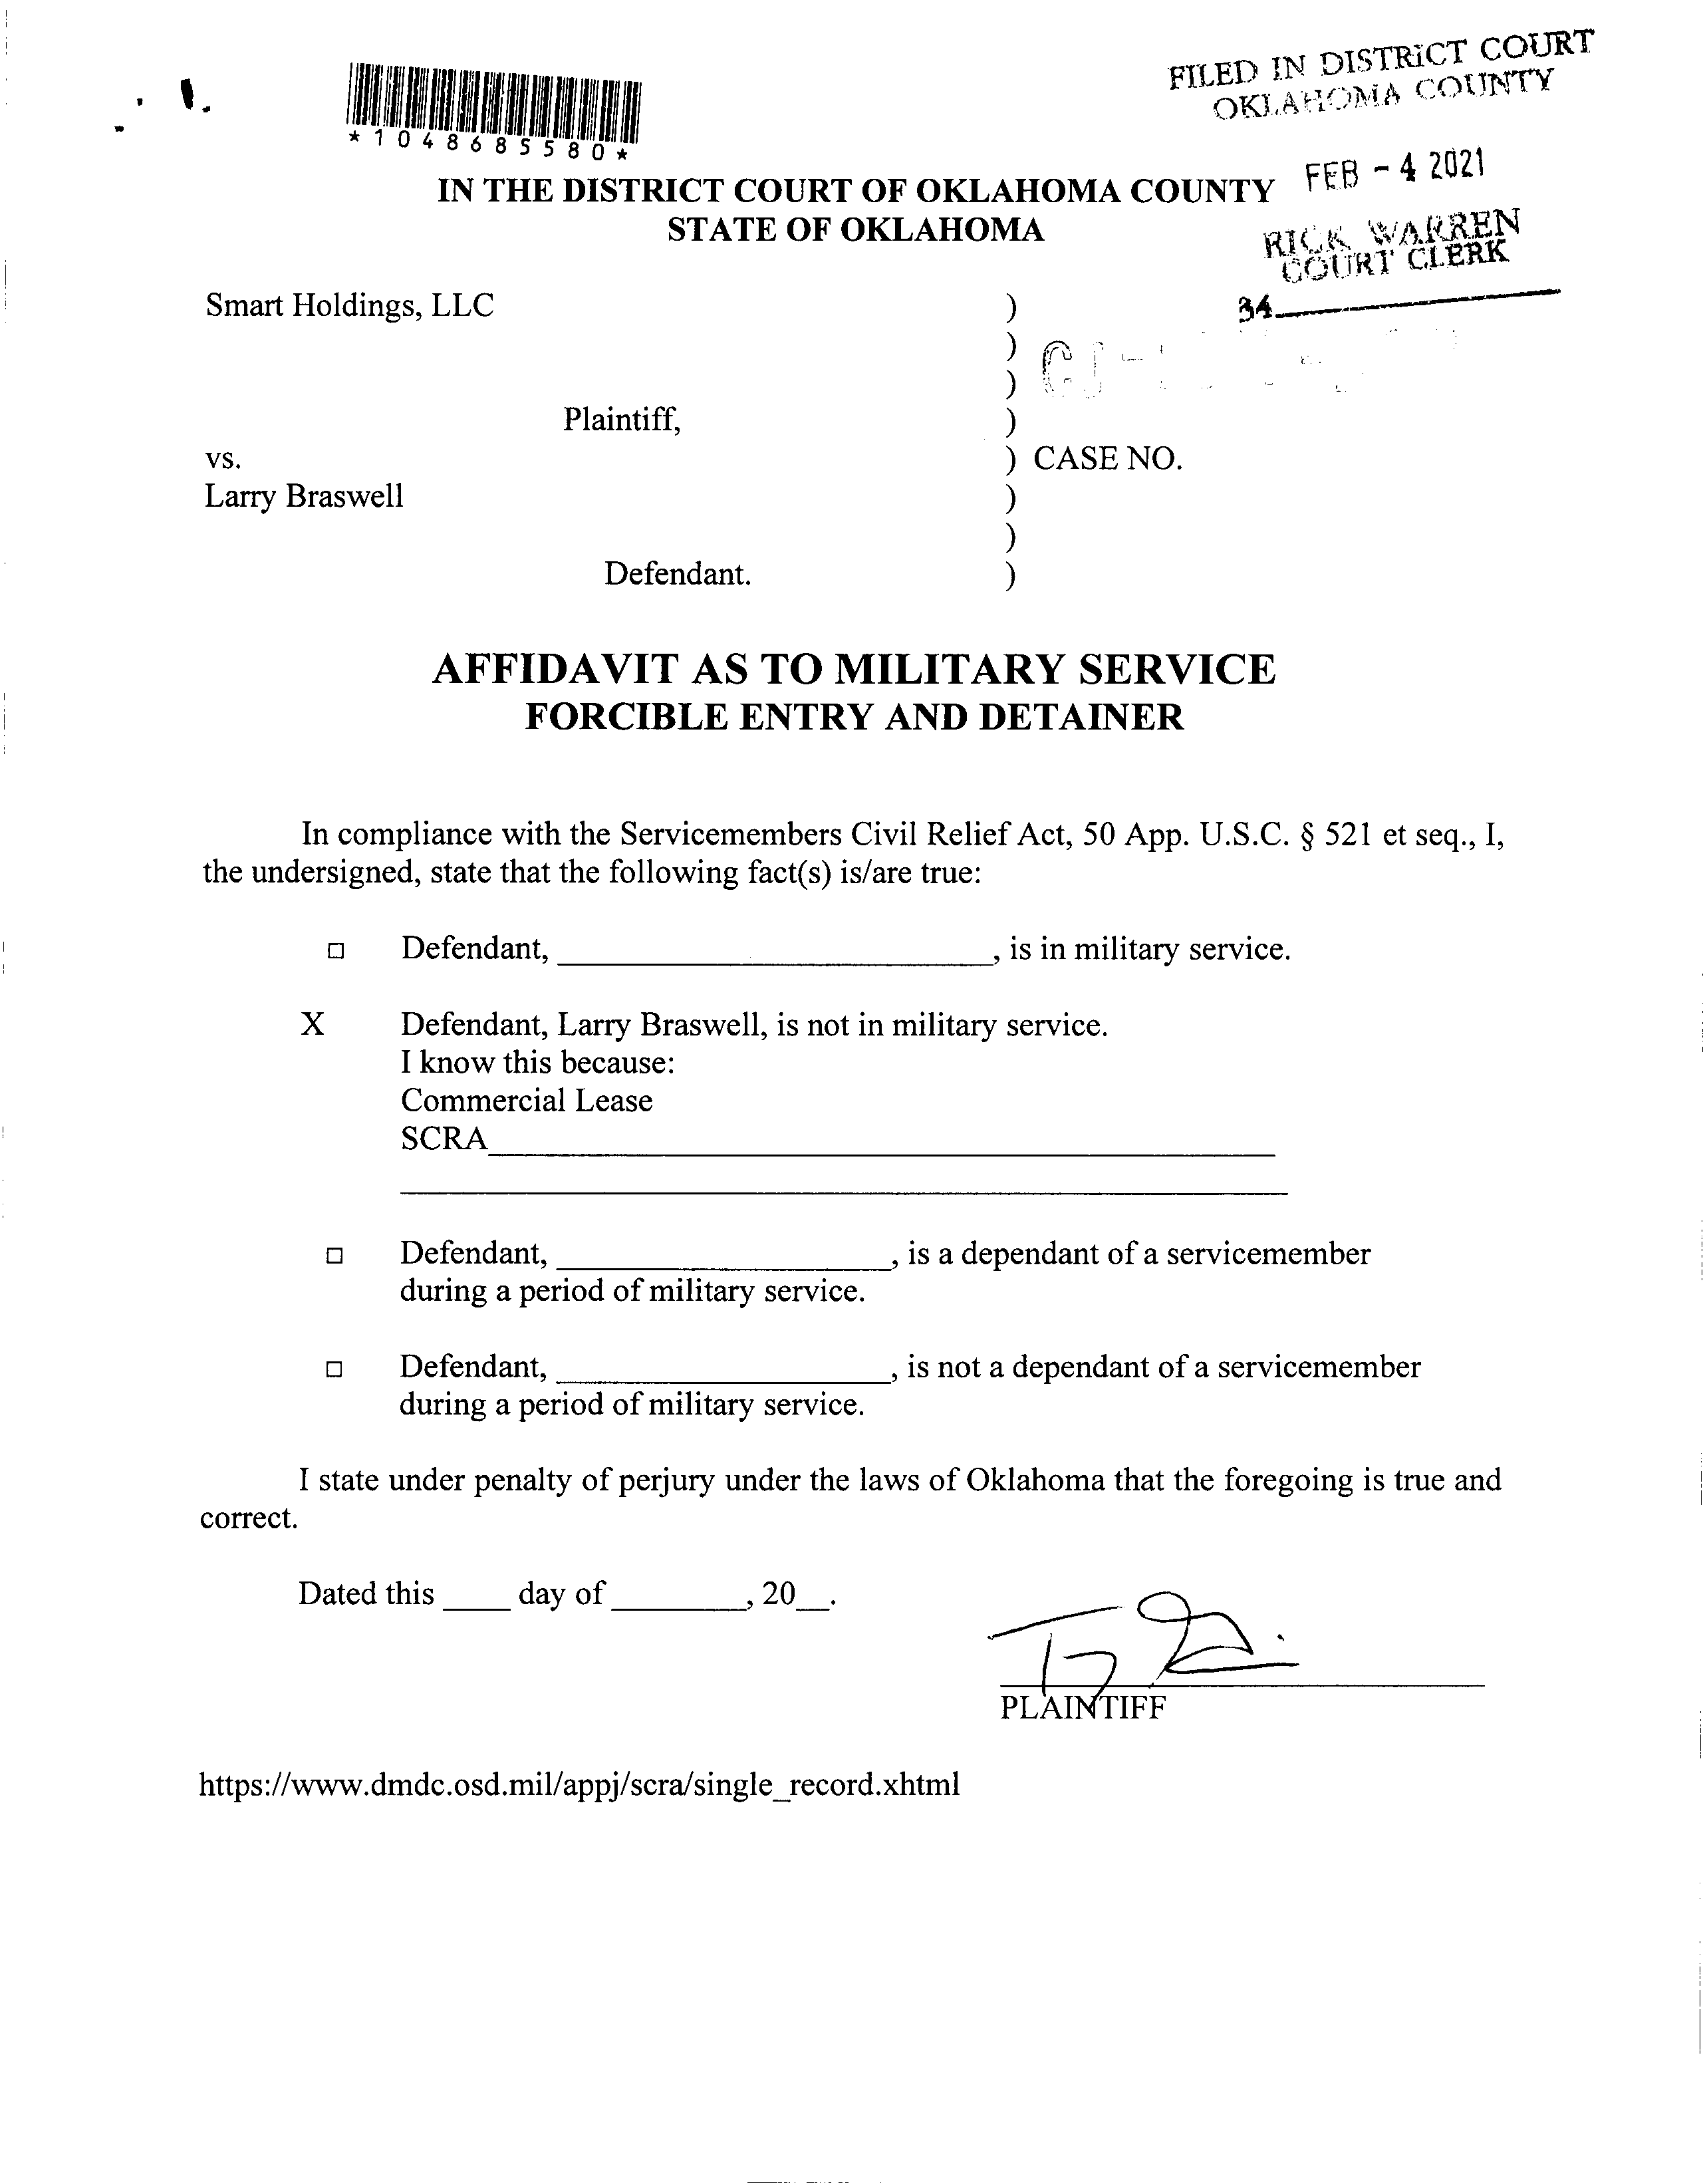 FILED IN DISTRICT COURT
OKLAHOMA COUNTY
*1048685580*
FEB - 4 2021
IN THE DISTRICT COURT OF OKLAHOMA COUNTY
STATE OF OKLAHOMA
RICK WARREN
COURT CLERK
34
Smart Holdings, LLC )
)
) CJ -
Plaintiff, )
vs. ) CASE NO.
Larry Braswell )
)
Defendant. )
AFFIDAVIT AS TO MILITARY SERVICE
FORCIBLE ENTRY AND DETAINER
In compliance with the Servicemembers Civil Relief Act, 50 App. U.S.C. § 521 et seq., I,
the undersigned, state that the following fact(s) is/are true:
□ Defendant, ____________________, is in military service.
X Defendant, Larry Braswell, is not in military service.
I know this because:
Commercial Lease
SCRA____________________
□ Defendant, ____________________, is a dependant of a servicemember
during a period of military service.
□ Defendant, ____________________, is not a dependant of a servicemember
during a period of military service.
I state under penalty of perjury under the laws of Oklahoma that the foregoing is true and
correct.
Dated this ____ day of ________, 20__.
PLAINTIFF
https://www.dmdc.osd.mil/appj/scra/single_record.xhtml